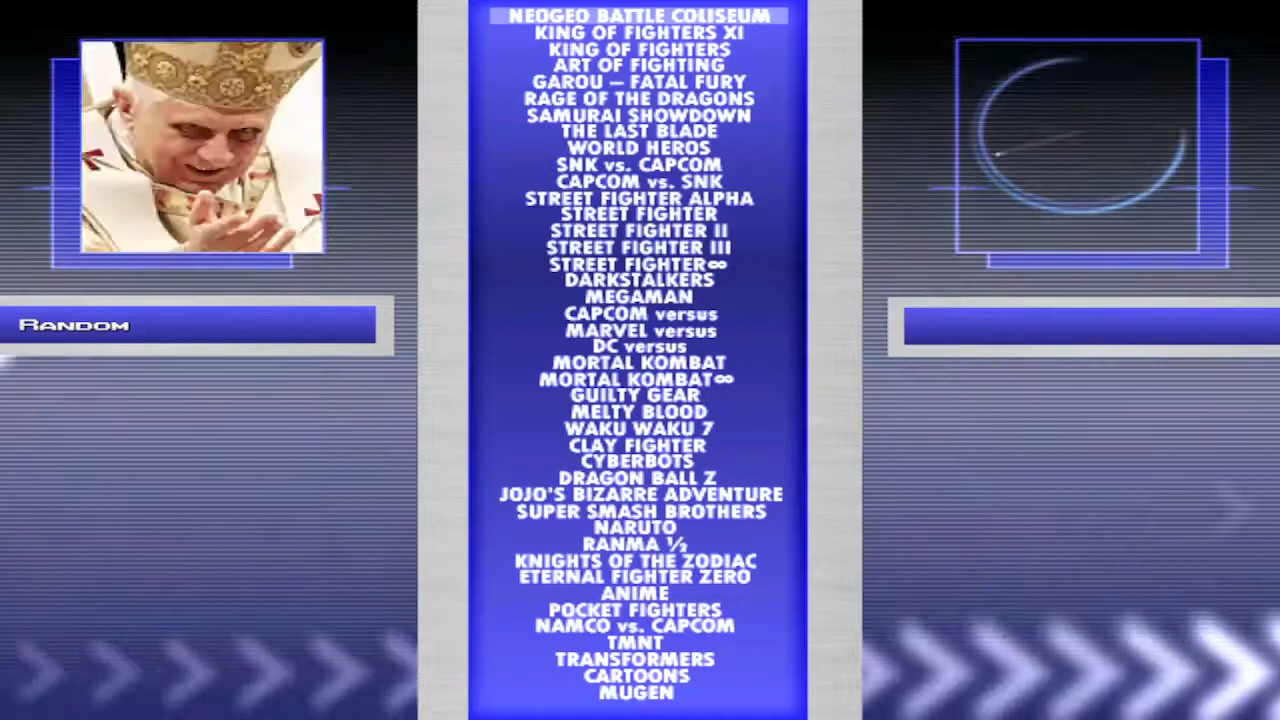 NEOGEO BATTLE COLISEUM
KING OF FIGHTERS XI
KING OF FIGHTERS
ART OF FIGHTING
GAROU – FATAL FURY
RAGE OF THE DRAGONS
SAMURAI SHOWDOWN
THE LAST BLADE
WORLD HEROS
SNK vs. CAPCOM
CAPCOM vs. SNK
STREET FIGHTER ALPHA
STREET FIGHTER
STREET FIGHTER II
STREET FIGHTER III
STREET FIGHTER∞
DARKSTALKERS
MEGAMAN
CAPCOM versus
MARVEL versus
DC versus
MORTAL KOMBAT
MORTAL KOMBAT∞
GUILTY GEAR
MELTY BLOOD
WAKU WAKU 7
CLAY FIGHTER
CYBERBOTS
DRAGON BALL Z
JOJO'S BIZARRE ADVENTURE
SUPER SMASH BROTHERS
NARUTO
RANMA ½
KNIGHTS OF THE ZODIAC
ETERNAL FIGHTER ZERO
ANIME
POCKET FIGHTERS
NAMCO vs. CAPCOM
TMNT
TRANSFORMERS
CARTOONS
MUGEN
Random